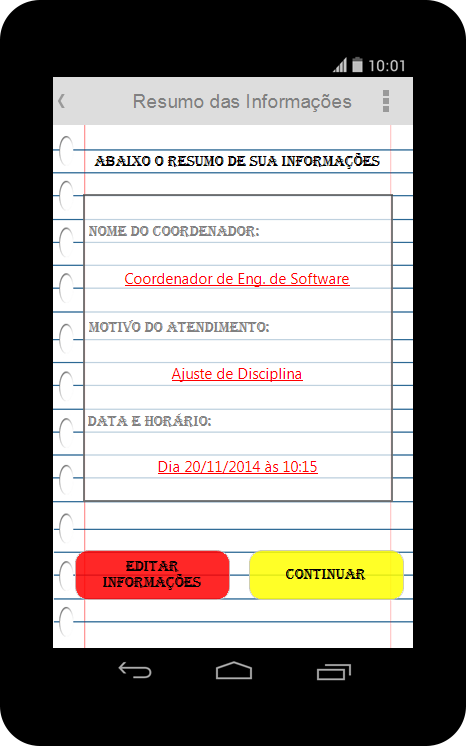 10:01
Resumo das Informações
ABAIXO O RESUMO DE SUA INFORMAÇÕES
NOME DO COORDENADOR:
Coordenador de Eng. de Software
MOTIVO DO ATENDIMENTO:
Ajuste de Disciplina
DATA E HORÁRIO:
Dia 20/11/2014 às 10:15
EDITAR
INFORMAÇÕES
CONTINUAR